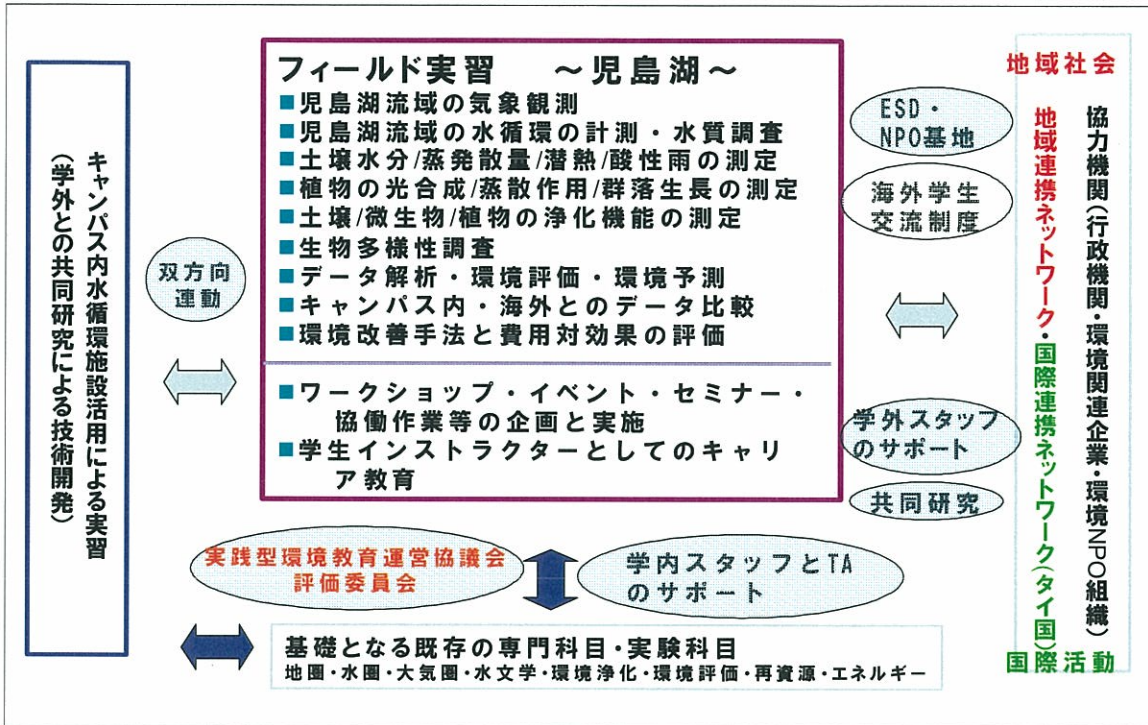 キャンパス内水循環施設活用による実習
(学外との共同研究による技術開発)
双方向
連動
フィールド実習 ～児島湖～
■児島湖流域の気象観測
■児島湖流域の水循環の計測・水質調査
■土壌水分/蒸発散量/潜熱/酸性雨の測定
■植物の光合成/蒸散作用/群落生長の測定
■土壌/微生物/植物の浄化機能の測定
■生物多様性調査
■データ解析・環境評価・環境予測
■キャンパス内・海外とのデータ比較
■環境改善手法と費用対効果の評価
■ワークショップ・イベント・セミナー・
協働作業等の企画と実施
■学生インストラクターとしてのキャリ
ア教育
ESD・
NPO基地
海外学生
交流制度
学外スタッフ
のサポート
共同研究
地域社会
協力機関(行政機関・環境関連企業・環境NPO組織)
地域連携ネットワーク・国際連携ネットワーク(タイ国)
国際活動
実践型環境教育運営協議会
評価委員会
学内スタッフとTA
のサポート
基礎となる既存の専門科目・実験科目
地圏・水圏・大気圏・水文学・環境浄化・環境評価・再資源・エネルギー